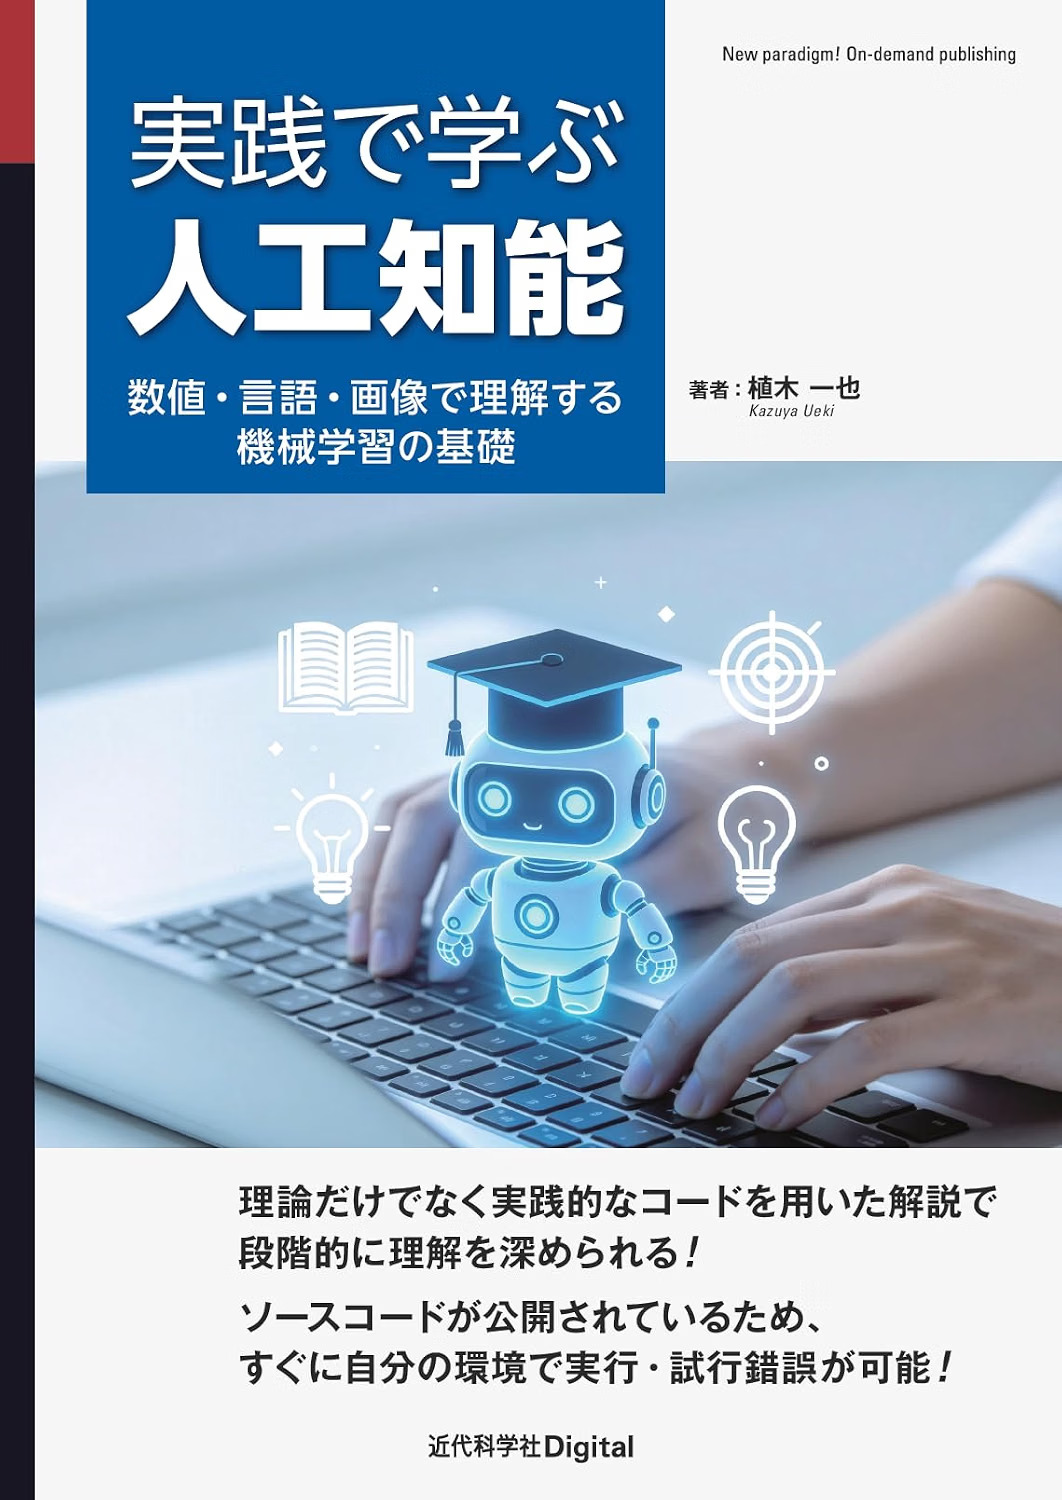 New paradigm! On-demand publishing
実践で学ぶ
人工知能
数値・言語・画像で理解する
機械学習の基礎
著者：植木 一也
Kazuya Ueki
理論だけでなく実践的なコードを用いた解説で
段階的に理解を深められる！
ソースコードが公開されているため、
すぐに自分の環境で実行・試行錯誤が可能！
近代科学社Digital